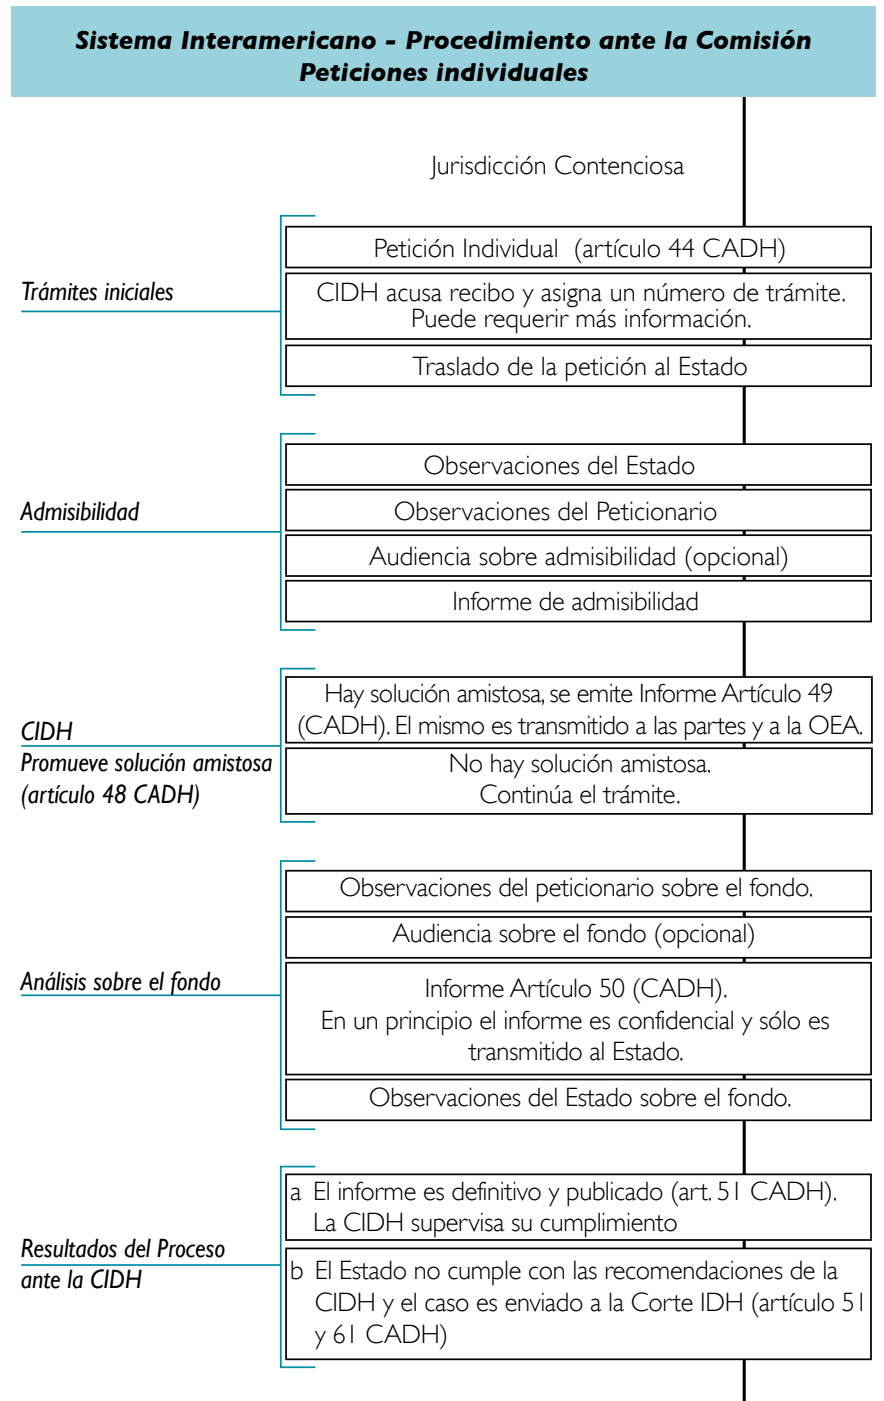 Sistema Interamericano - Procedimiento ante la Comisión
Peticiones individuales
Jurisdicción Contenciosa
Trámites iniciales
Petición Individual (artículo 44 CADH)
CIDH acusa recibo y asigna un número de trámite.
Puede requerir más información.
Traslado de la petición al Estado
Admisibilidad
Observaciones del Estado
Observaciones del Peticionario
Audiencia sobre admisibilidad (opcional)
Informe de admisibilidad
CIDH
Promueve solución amistosa
(artículo 48 CADH)
Hay solución amistosa, se emite Informe Artículo 49
(CADH). El mismo es transmitido a las partes y a la OEA.
No hay solución amistosa.
Continúa el trámite.
Análisis sobre el fondo
Observaciones del peticionario sobre el fondo.
Audiencia sobre el fondo (opcional)
Informe Artículo 50 (CADH).
En un principio el informe es confidencial y sólo es
transmitido al Estado.
Observaciones del Estado sobre el fondo.
Resultados del Proceso
ante la CIDH
a El informe es definitivo y publicado (art. 51 CADH).
La CIDH supervisa su cumplimiento
b El Estado no cumple con las recomendaciones de la
CIDH y el caso es enviado a la Corte IDH (artículo 51
y 61 CADH)